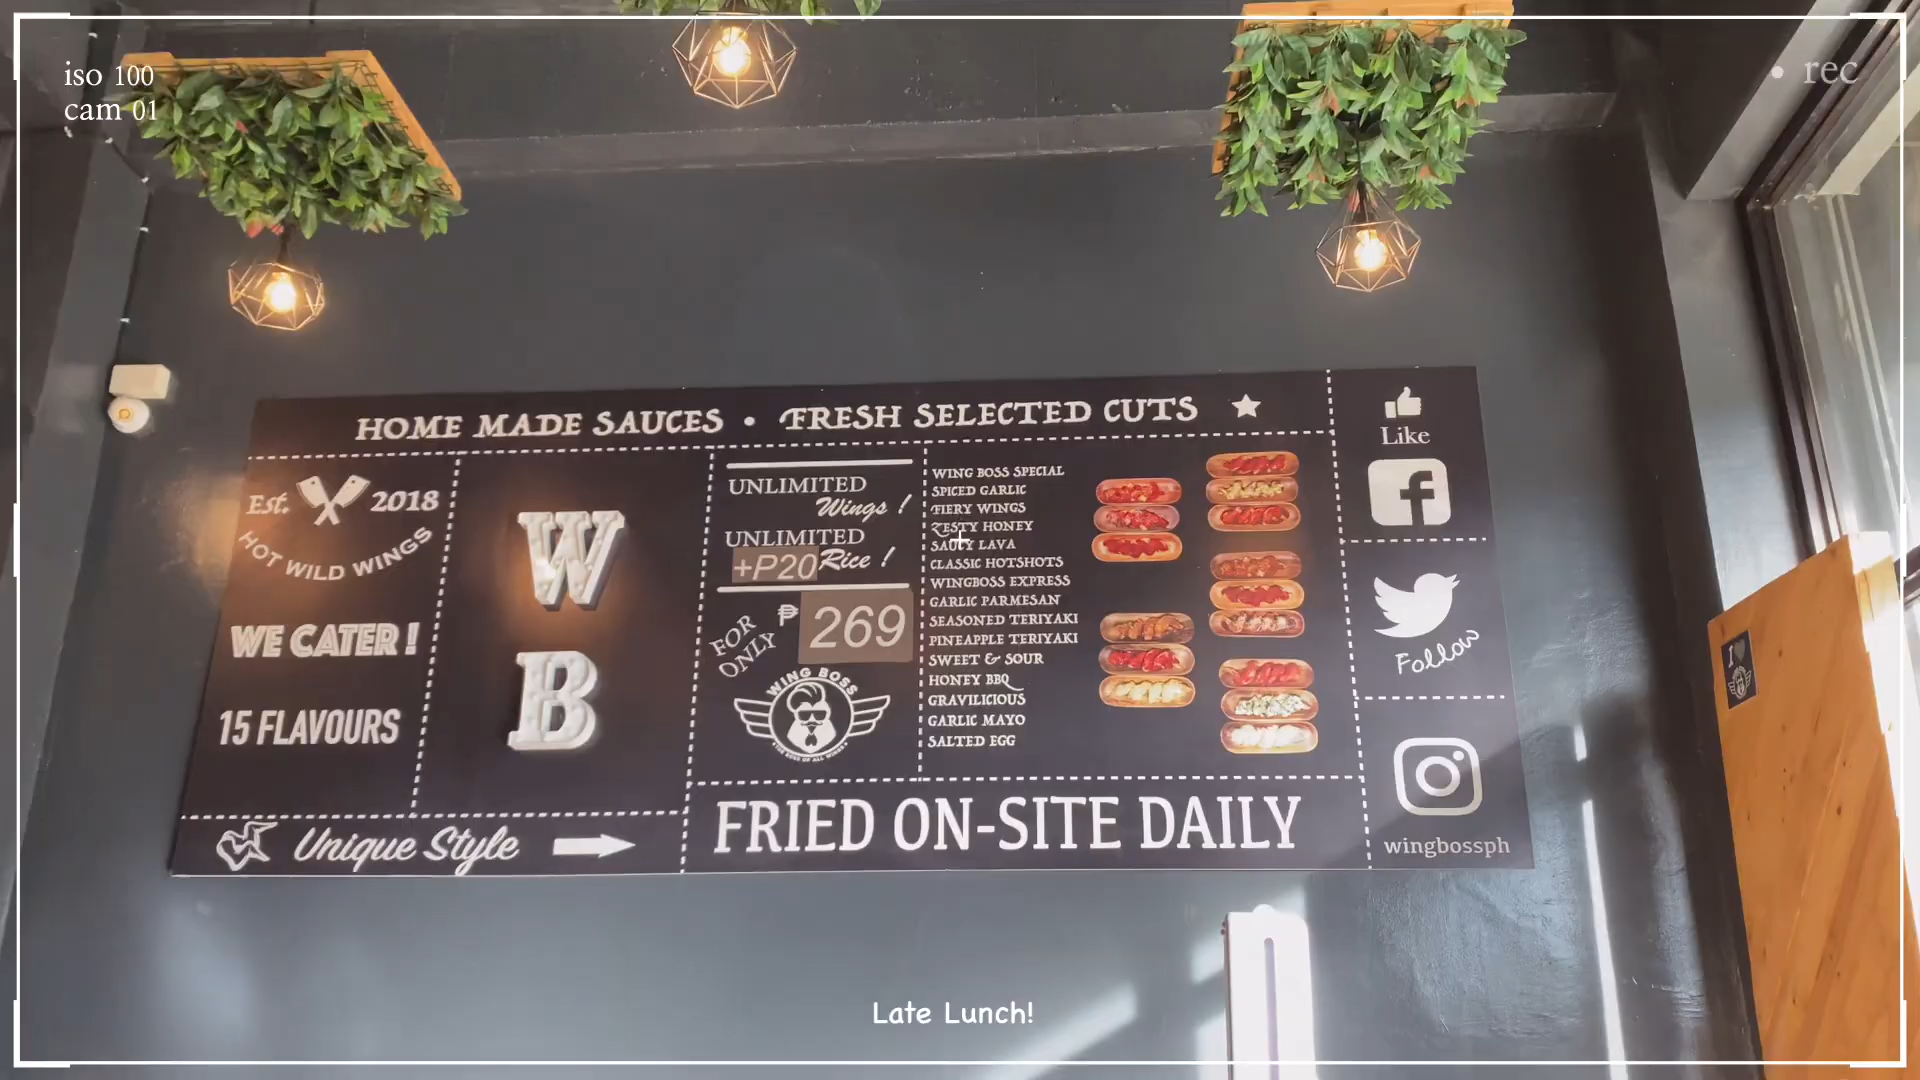 iso 100
cam 01
rec
HOME MADE SAUCES • FRESH SELECTED CUTS
Est. 2018
HOT WILD WINGS
WE CATER !
15 FLAVOURS
Unique Style
W
B
UNLIMITED
Wings !
UNLIMITED
+P20 Rice !
FOR ONLY ₱ 269
WING BOSS
WING BOSS SPECIAL
SPICED GARLIC
FIERY WINGS
ZESTY HONEY
SAUCY LAVA
CLASSIC HOTSHOTS
WINGBOSS EXPRESS
GARLIC PARMESAN
SEASONED TERIYAKI
PINEAPPLE TERIYAKI
SWEET & SOUR
HONEY BBQ
GRAVILICIOUS
GARLIC MAYO
SALTED EGG
FRIED ON-SITE DAILY
Like
Follow
wingbossph
Late Lunch!